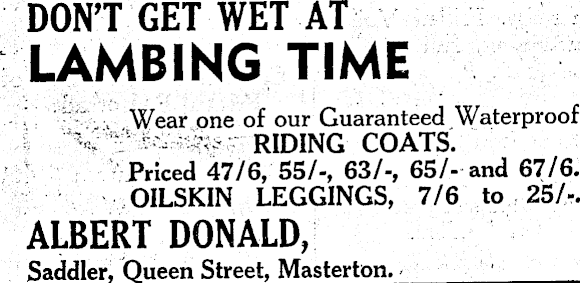 DON'T GET WET AT
LAMBING TIME
Wear one of our Guaranteed Waterproof
RIDING COATS.
Priced 47/6, 55/-, 63/-, 65/- and 67/6.
OILSKIN LEGGINGS, 7/6 to 25/-.
ALBERT DONALD,
Saddler, Queen Street, Masterton.